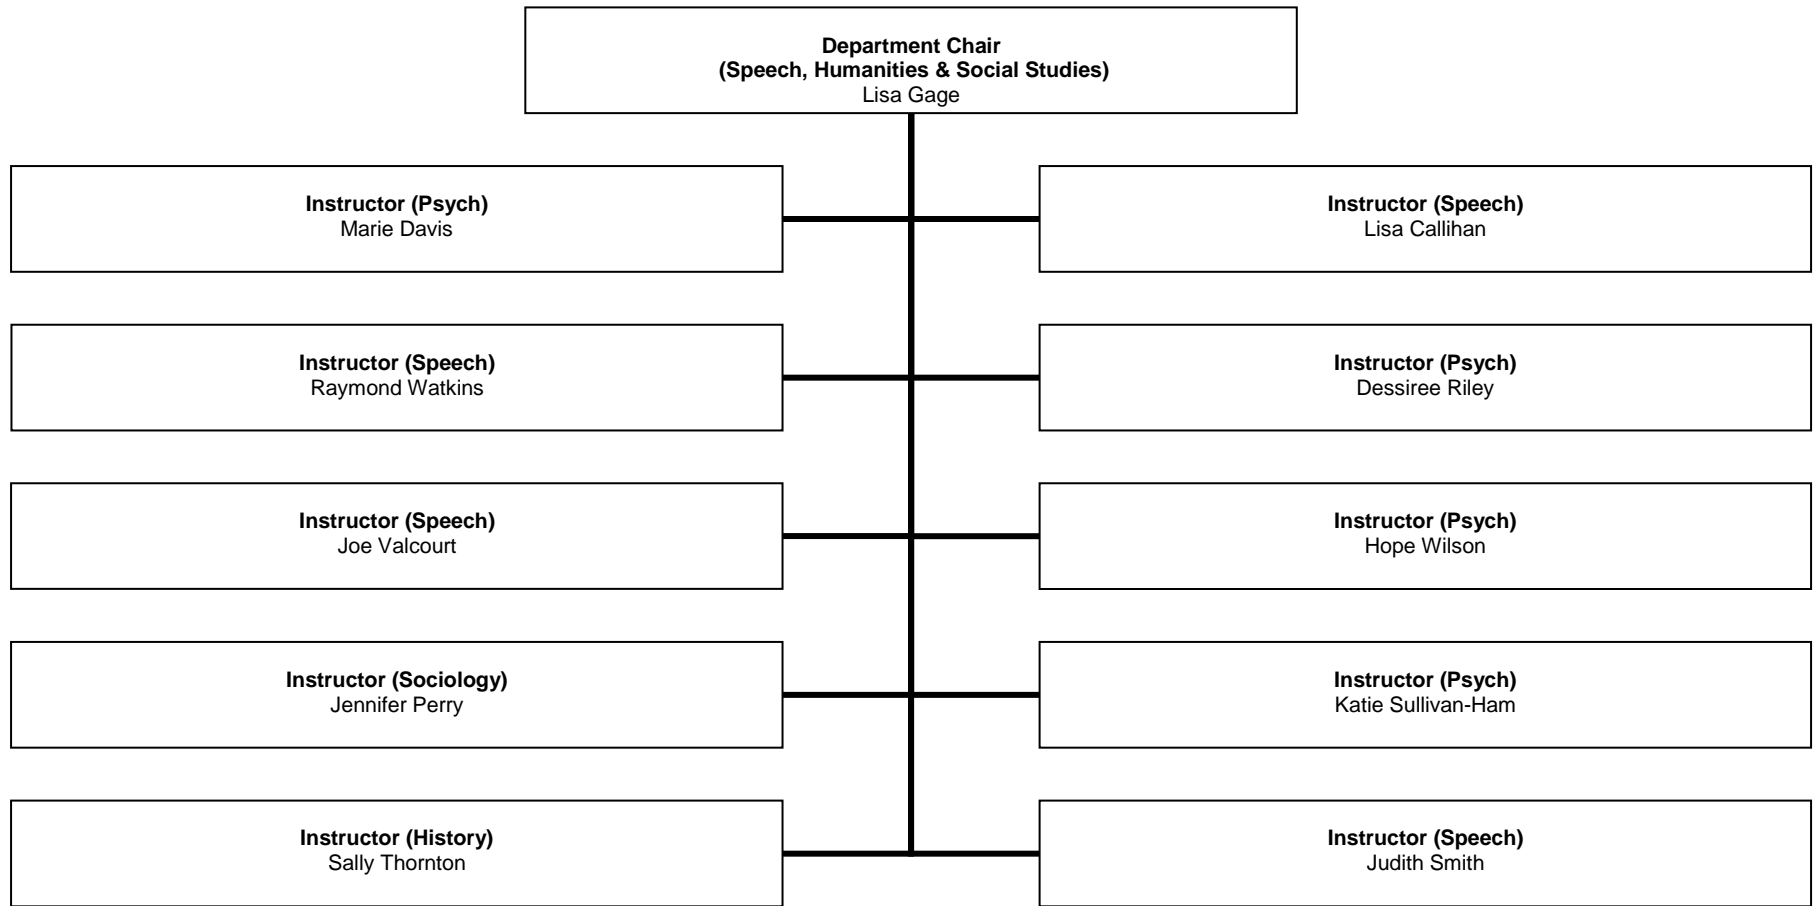 Department Chair
(Speech, Humanities & Social Studies)
Lisa Gage
Instructor (Psych)
Marie Davis
Instructor (Speech)
Lisa Callihan
Instructor (Speech)
Raymond Watkins
Instructor (Psych)
Dessiree Riley
Instructor (Speech)
Joe Valcourt
Instructor (Psych)
Hope Wilson
Instructor (Sociology)
Jennifer Perry
Instructor (Psych)
Katie Sullivan-Ham
Instructor (History)
Sally Thornton
Instructor (Speech)
Judith Smith